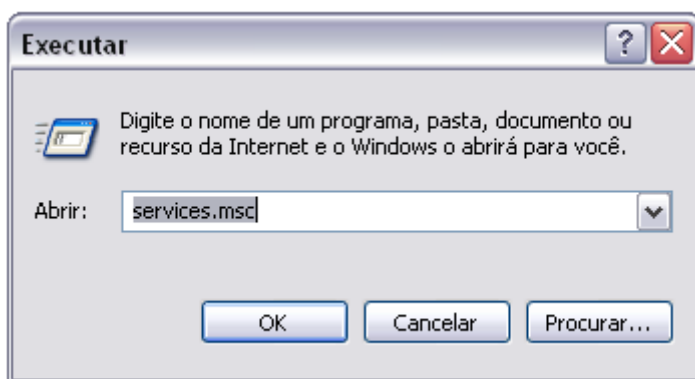 Executar
Digite o nome de um programa, pasta, documento ou
recurso da Internet e o Windows o abrirá para você.
Abrir: services.msc
OK Cancelar Procurar...